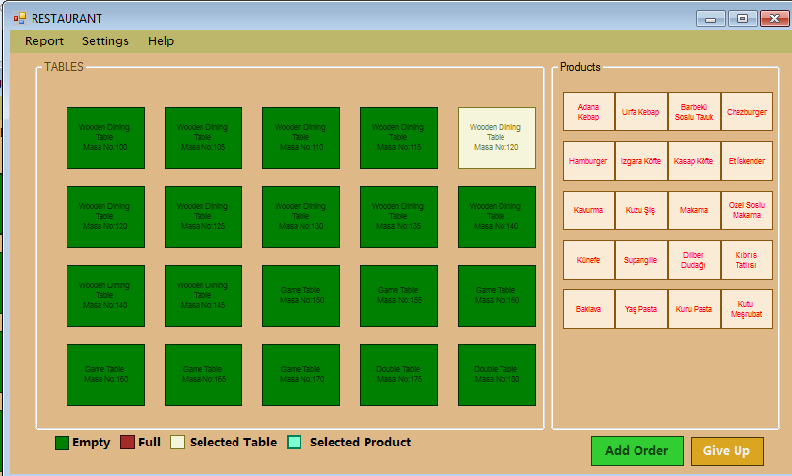 RESTAURANT
Report Settings Help
TABLES
Wooden Dining
Table
Masa No:100
Wooden Dining
Table
Masa No:105
Wooden Dining
Table
Masa No:110
Wooden Dining
Table
Masa No:115
Wooden Dining
Table
Masa No:120
Wooden Dining
Table
Masa No:120
Wooden Dining
Table
Masa No:125
Wooden Dining
Table
Masa No:130
Wooden Dining
Table
Masa No:135
Wooden Dining
Table
Masa No:140
Wooden Dining
Table
Masa No:140
Wooden Dining
Table
Masa No:145
Game Table
Masa No:150
Game Table
Masa No:155
Game Table
Masa No:160
Game Table
Masa No:160
Game Table
Masa No:165
Game Table
Masa No:170
Double Table
Masa No:175
Double Table
Masa No:180
Empty Full Selected Table Selected Product
Products
Adana
Kebap
Urfa Kebap
Barbekü
Soslu Tavuk
Chezburger
Hamburger
Izgara Köfte
Kasap Köfte
Et İskender
Kavurma
Kuzu Şiş
Makarna
Özel Soslu
Makarna
Künefe
Supangile
Dilber
Dudağı
Kıbrıs
Tatlısı
Baklava
Yaş Pasta
Kuru Pasta
Kutu
Meşrubat
Add Order
Give Up